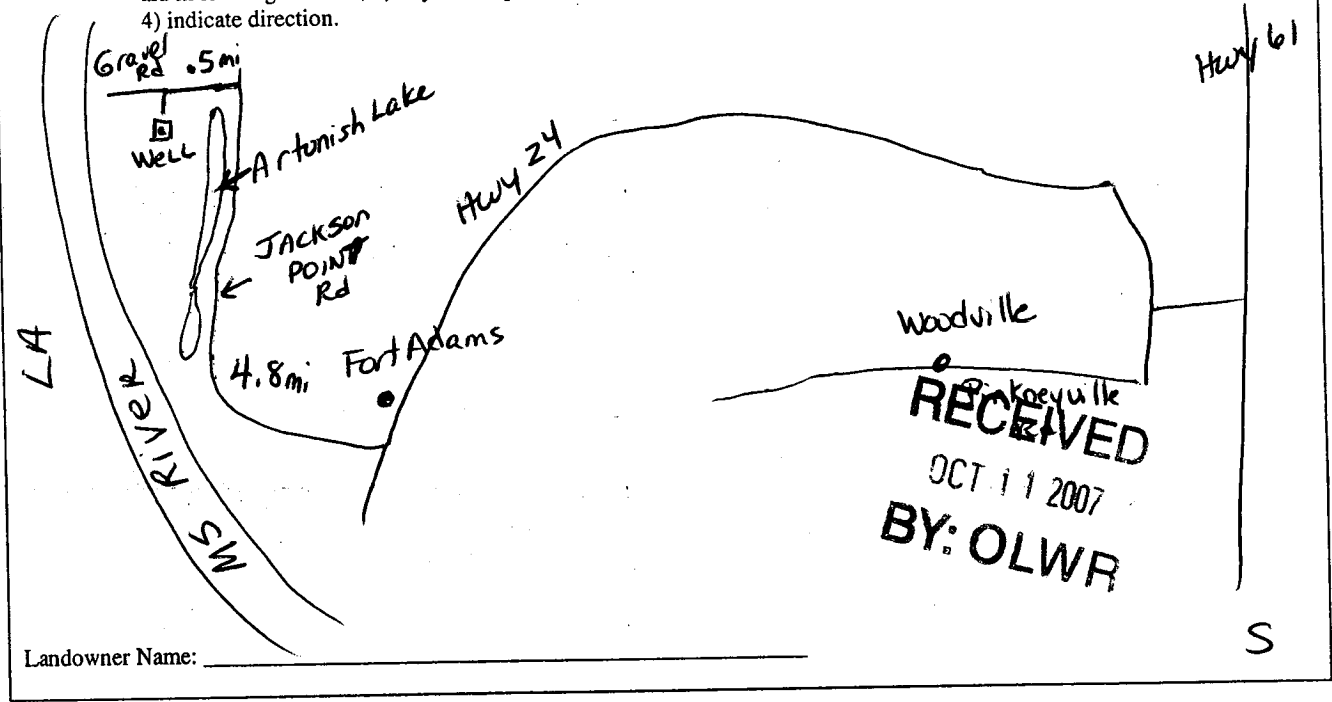 4) indicate direction.
Gravel
Rd .5mi
Hwy 61
WELL
Artonish Lake
Hwy 24
JACKSON
POINT
Rd
LA
4.8mi
Fort Adams
Woodville
Pinkneyville
RECEIVED
OCT 11 2007
BY: OLWR
MS River
S
Landowner Name: